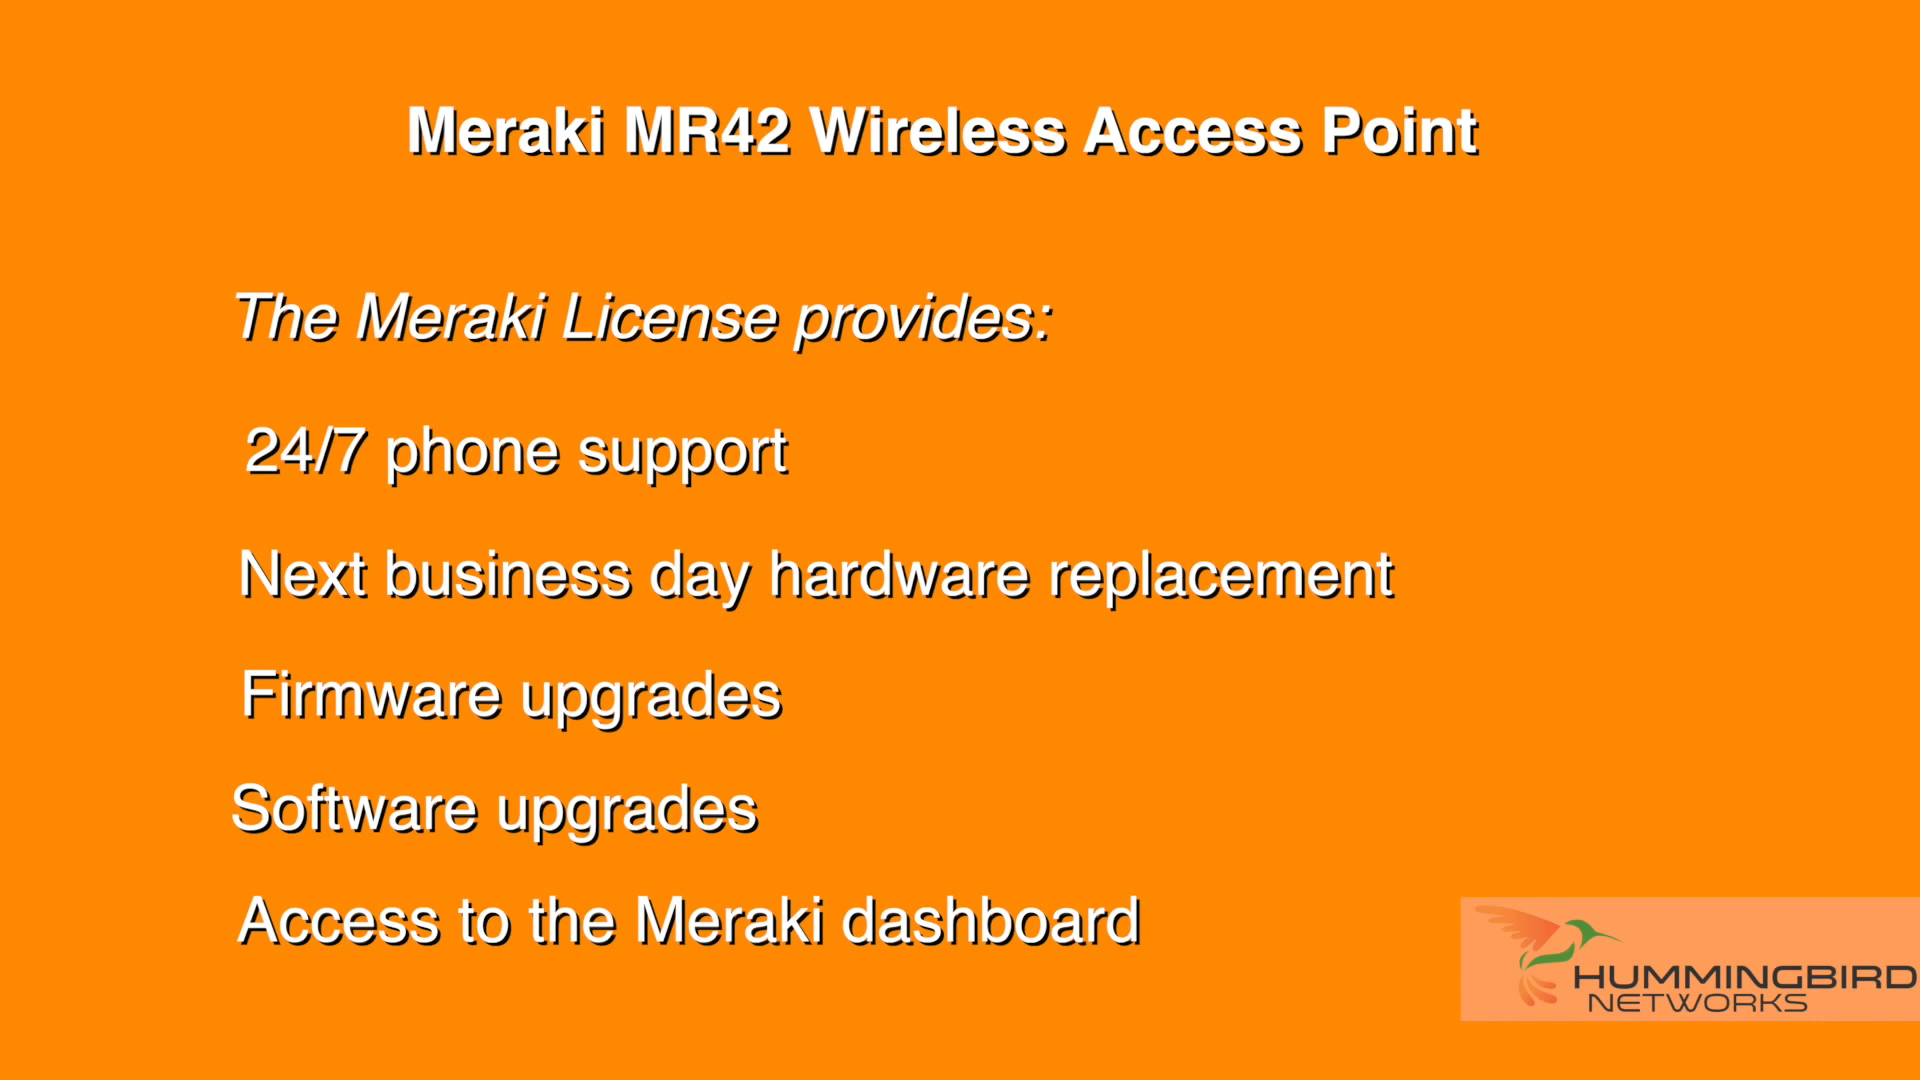 Meraki MR42 Wireless Access Point
The Meraki License provides:
24/7 phone support
Next business day hardware replacement
Firmware upgrades
Software upgrades
Access to the Meraki dashboard
HUMMINGBIRD
NETWORKS